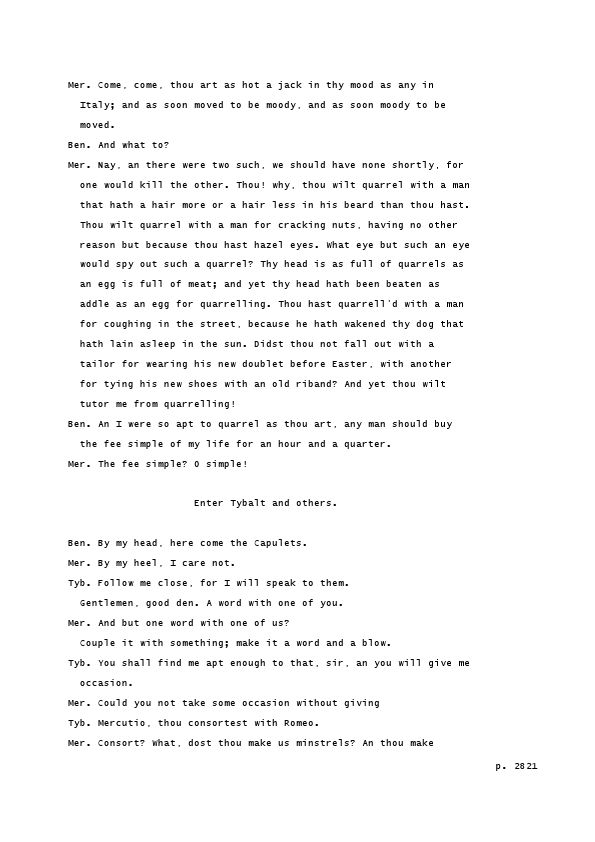 Mer. Come, come, thou art as hot a jack in thy mood as any in
Italy; and as soon moved to be moody, and as soon moody to be
moved.
Ben. And what to?
Mer. Nay, an there were two such, we should have none shortly, for
one would kill the other. Thou! why, thou wilt quarrel with a man
that hath a hair more or a hair less in his beard than thou hast.
Thou wilt quarrel with a man for cracking nuts, having no other
reason but because thou hast hazel eyes. What eye but such an eye
would spy out such a quarrel? Thy head is as full of quarrels as
an egg is full of meat; and yet thy head hath been beaten as
addle as an egg for quarrelling. Thou hast quarrell'd with a man
for coughing in the street, because he hath wakened thy dog that
hath lain asleep in the sun. Didst thou not fall out with a
tailor for wearing his new doublet before Easter, with another
for tying his new shoes with an old riband? And yet thou wilt
tutor me from quarrelling!
Ben. An I were so apt to quarrel as thou art, any man should buy
the fee simple of my life for an hour and a quarter.
Mer. The fee simple? O simple!
Enter Tybalt and others.
Ben. By my head, here come the Capulets.
Mer. By my heel, I care not.
Tyb. Follow me close, for I will speak to them.
Gentlemen, good den. A word with one of you.
Mer. And but one word with one of us?
Couple it with something; make it a word and a blow.
Tyb. You shall find me apt enough to that, sir, an you will give me
occasion.
Mer. Could you not take some occasion without giving
Tyb. Mercutio, thou consortest with Romeo.
Mer. Consort? What, dost thou make us minstrels? An thou make
p. 2821